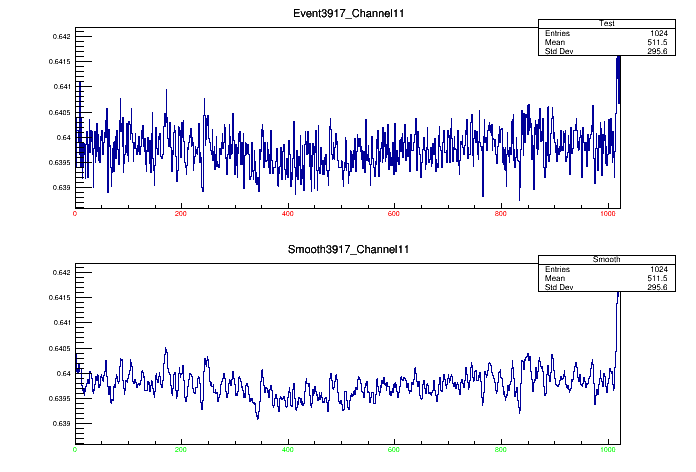 Event3917_Channel11
Test
Entries 1024
Mean 511.5
Std Dev 295.6
0.642
0.6415
0.641
0.6405
0.64
0.6395
0.639
0 200 400 600 800 1000
Smooth3917_Channel11
Smooth
Entries 1024
Mean 511.5
Std Dev 295.6
0.642
0.6415
0.641
0.6405
0.64
0.6395
0.639
0 200 400 600 800 1000